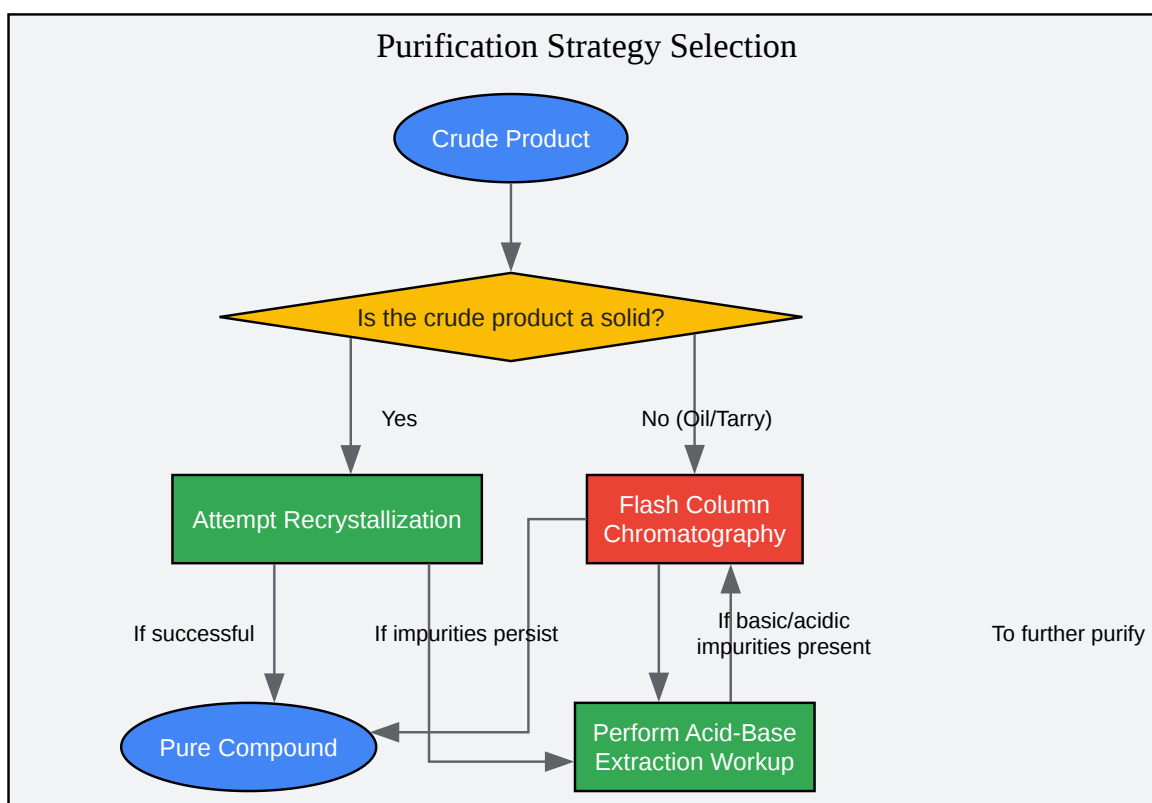 Purification Strategy Selection
Crude Product
Is the crude product a solid?
Yes
No (Oil/Tarry)
Attempt Recrystallization
Flash Column
Chromatography
If successful
If impurities persist
If basic/acidic
impurities present
To further purify
Pure Compound
Perform Acid-Base
Extraction Workup